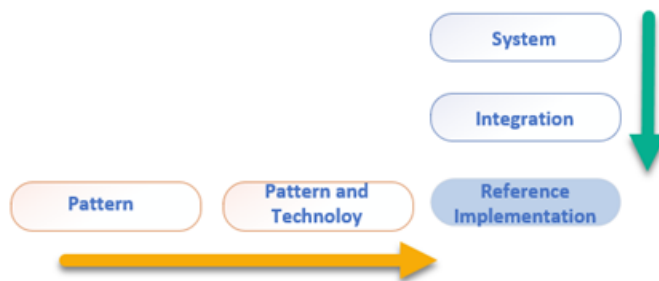 System
Integration
Pattern
Pattern and
Technoloy
Reference
Implementation